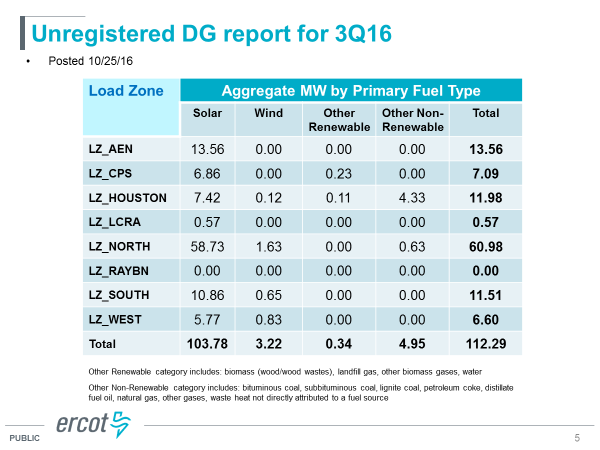 Unregistered DG report for 3Q16
• Posted 10/25/16
Load Zone Aggregate MW by Primary Fuel Type
Solar Wind Other Renewable Other Non-Renewable Total
LZ_AEN 13.56 0.00 0.00 0.00 13.56
LZ_CPS 6.86 0.00 0.23 0.00 7.09
LZ_HOUSTON 7.42 0.12 0.11 4.33 11.98
LZ_LCRA 0.57 0.00 0.00 0.00 0.57
LZ_NORTH 58.73 1.63 0.00 0.63 60.98
LZ_RAYBN 0.00 0.00 0.00 0.00 0.00
LZ_SOUTH 10.86 0.65 0.00 0.00 11.51
LZ_WEST 5.77 0.83 0.00 0.00 6.60
Total 103.78 3.22 0.34 4.95 112.29
Other Renewable category includes: biomass (wood/wood wastes), landfill gas, other biomass gases, water
Other Non-Renewable category includes: bituminous coal, subbituminous coal, lignite coal, petroleum coke, distillate
fuel oil, natural gas, other gases, waste heat not directly attributed to a fuel source
ercot
PUBLIC
5